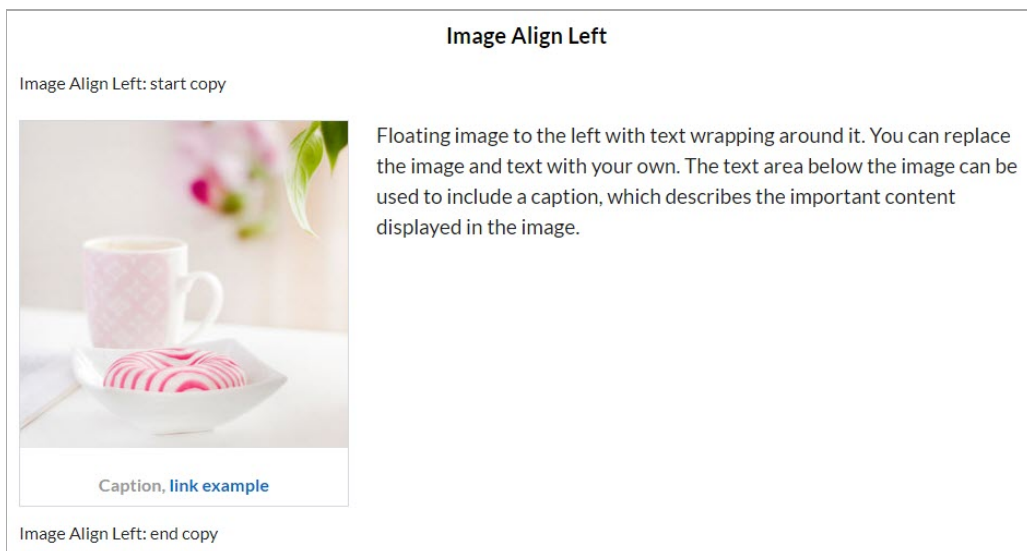 Image Align Left
Image Align Left: start copy
Floating image to the left with text wrapping around it. You can replace
the image and text with your own. The text area below the image can be
used to include a caption, which describes the important content
displayed in the image.
Caption, link example
Image Align Left: end copy